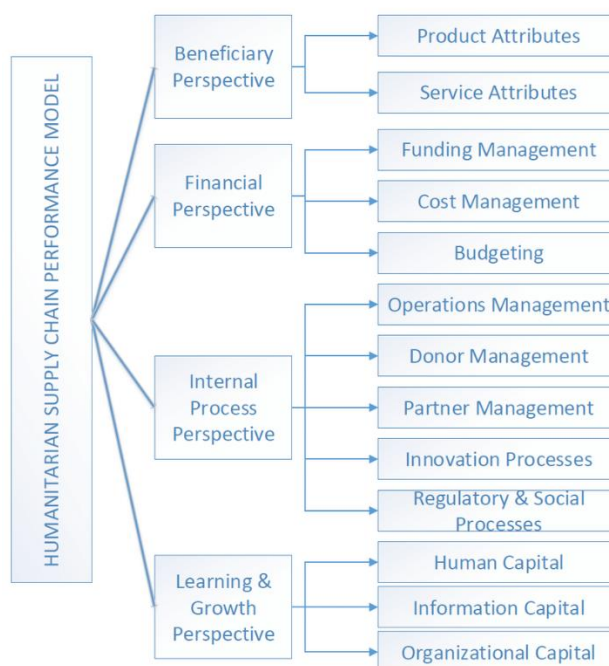 HUMANITARIAN SUPPLY CHAIN PERFORMANCE MODEL
Beneficiary
Perspective
Product Attributes
Service Attributes
Financial
Perspective
Funding Management
Cost Management
Budgeting
Internal
Process
Perspective
Operations Management
Donor Management
Partner Management
Innovation Processes
Regulatory & Social
Processes
Learning &
Growth
Perspective
Human Capital
Information Capital
Organizational Capital